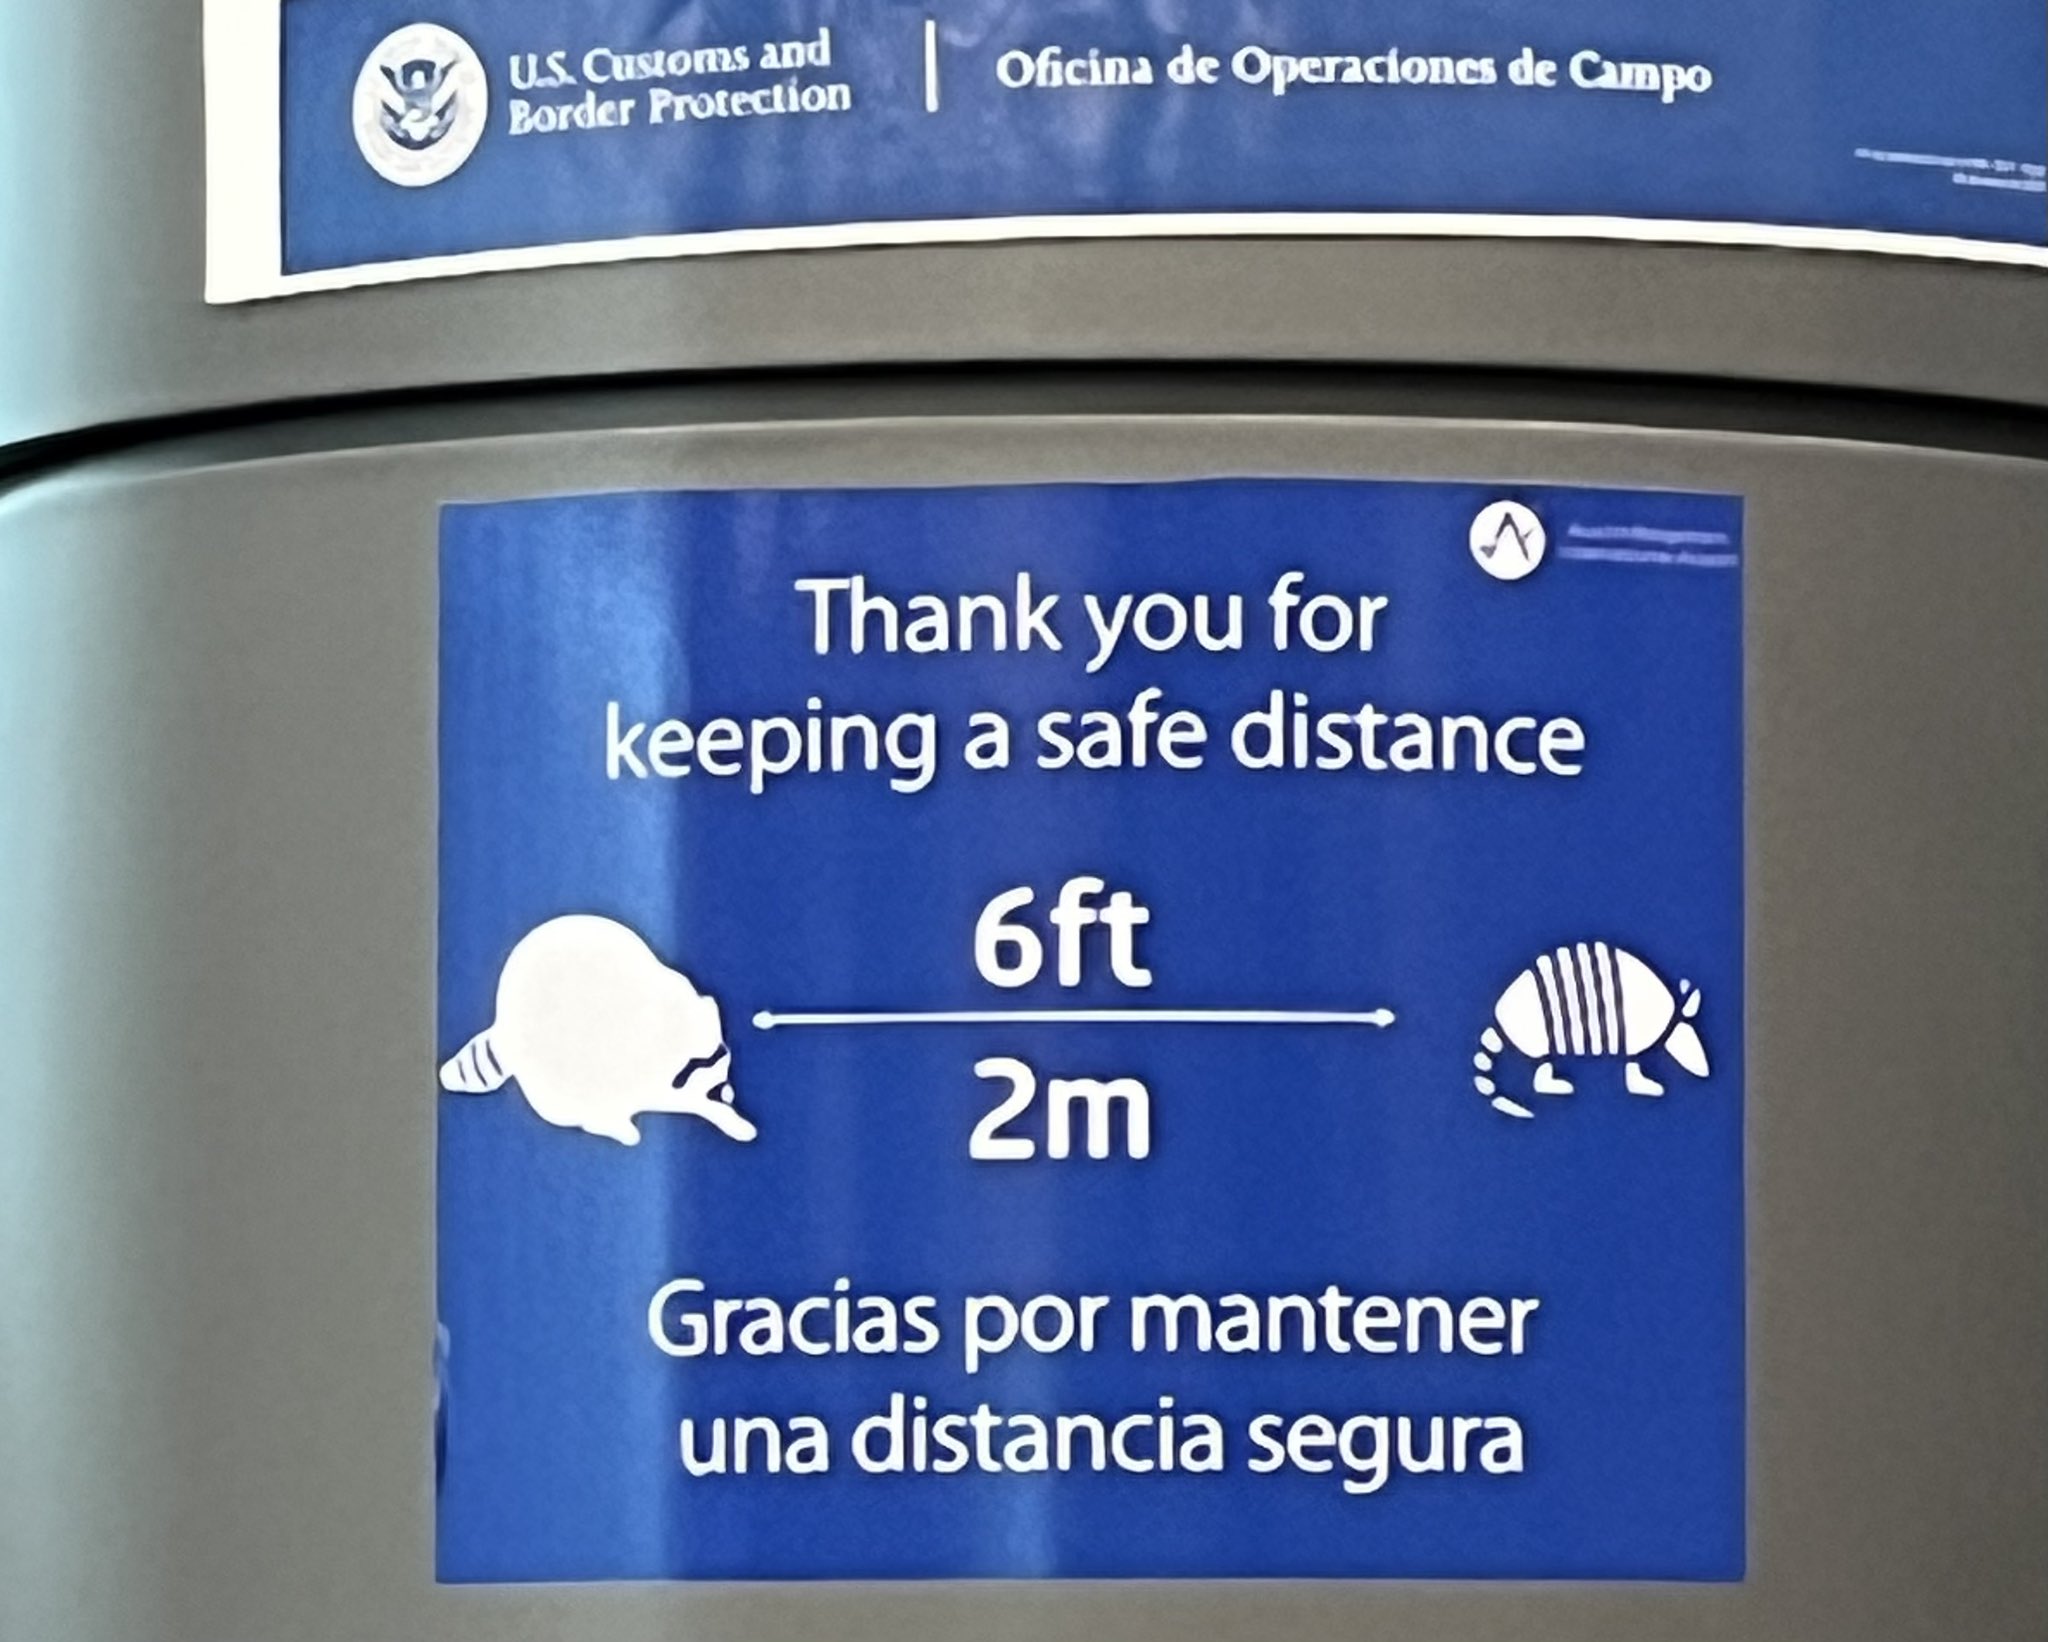 U.S. Customs and
Border Protection
Oficina de Operaciones de Campo
Thank you for
keeping a safe distance
6ft
2m
Gracias por mantener
una distancia segura